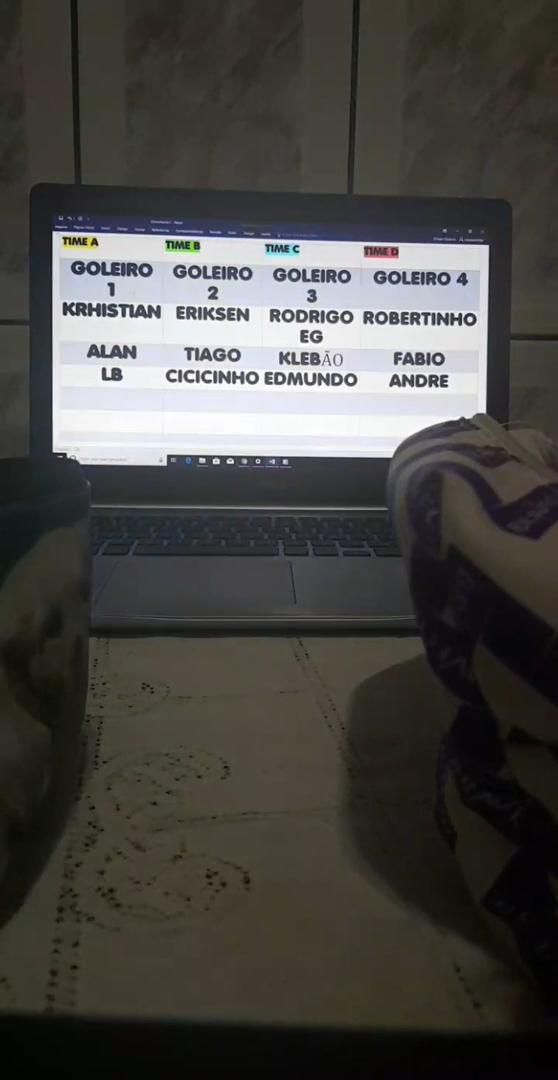 TIME A TIME B TIME C TIME D
GOLEIRO 1 GOLEIRO 2 GOLEIRO 3 GOLEIRO 4
KRHISTIAN ERIKSEN RODRIGO EG ROBERTINHO
ALAN TIAGO KLEBÃO FABIO
LB CICICINHO EDMUNDO ANDRE